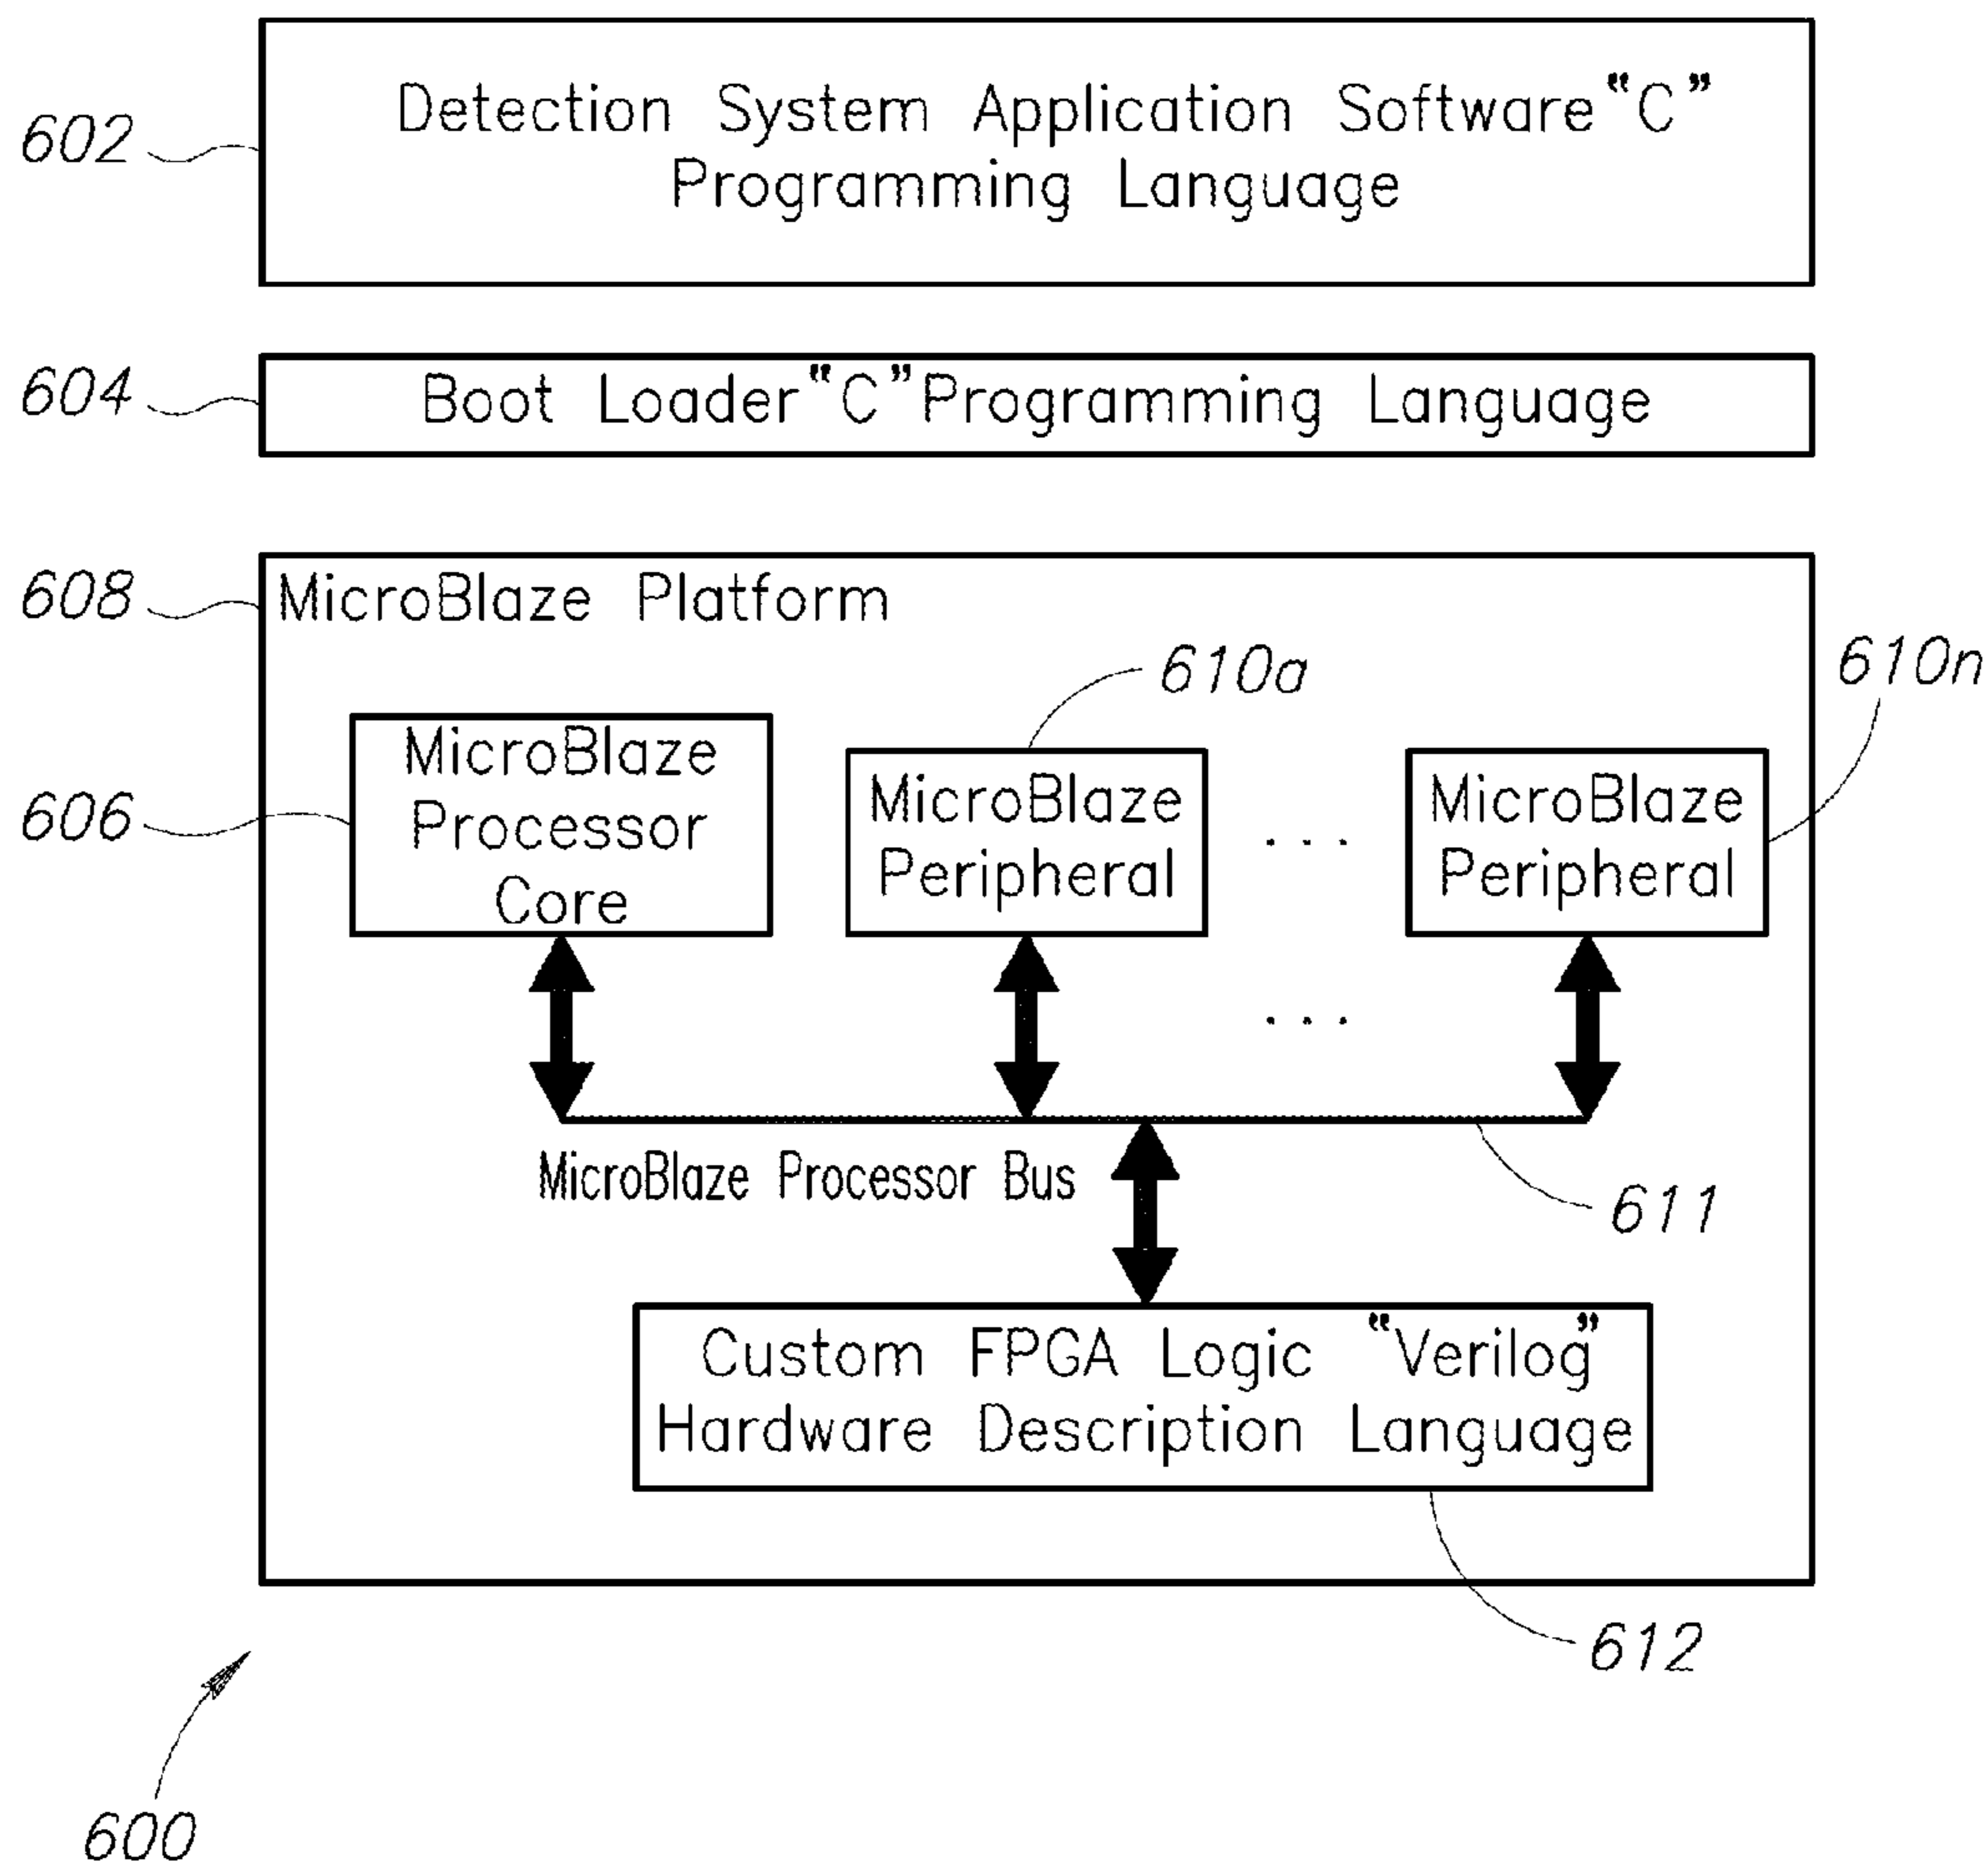 Detection System Application Software “C”
Programming Language
602
Boot Loader “C” Programming Language
604
608
MicroBlaze Platform
610a
610n
MicroBlaze
Processor
Core
606
MicroBlaze
Peripheral
. . .
MicroBlaze
Peripheral
. . .
MicroBlaze Processor Bus
611
Custom FPGA Logic “Verilog”
Hardware Description Language
612
600